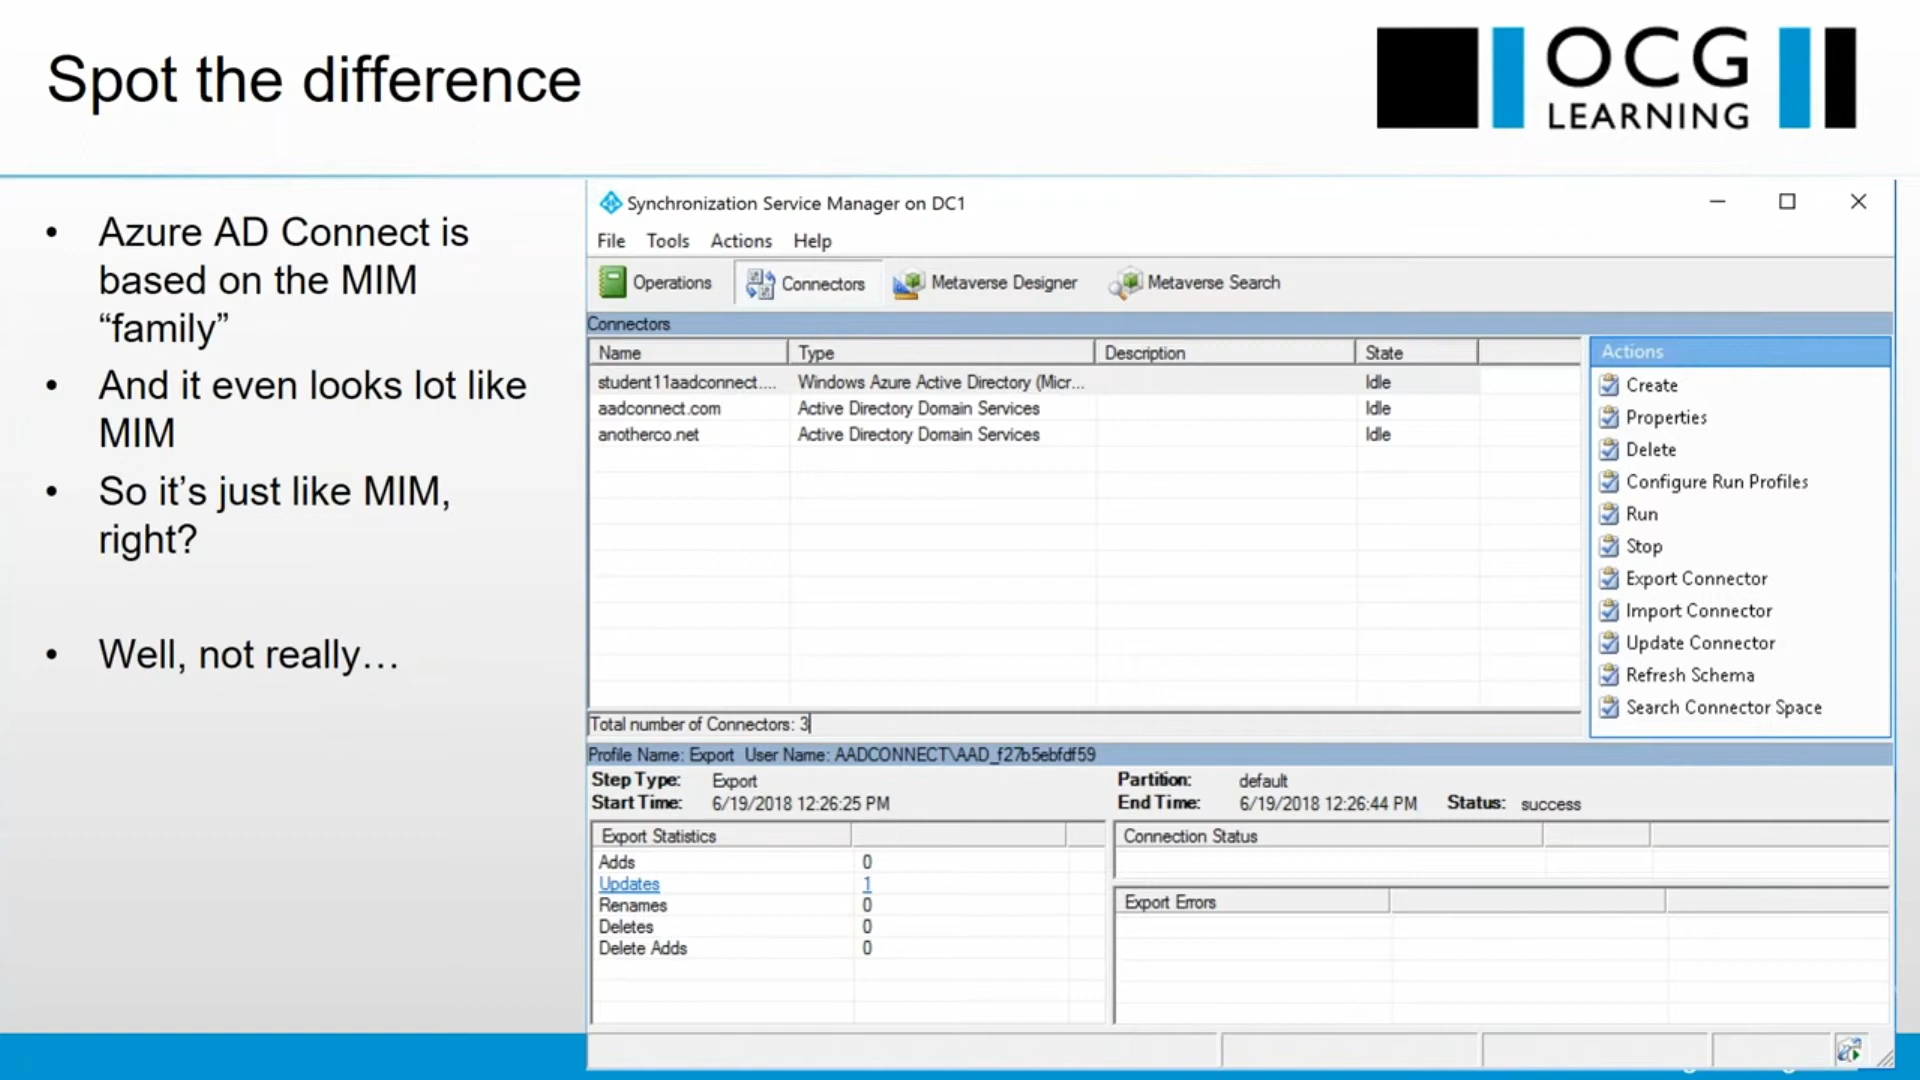 Spot the difference
OCG
LEARNING
• Azure AD Connect is
based on the MIM
“family”
• And it even looks lot like
MIM
• So it’s just like MIM,
right?
• Well, not really…
Synchronization Service Manager on DC1
File Tools Actions Help
Operations Connectors Metaverse Designer Metaverse Search
Connectors
Name Type Description State
student11aadconnect.... Windows Azure Active Directory (Micr... Idle
aadconnect.com Active Directory Domain Services Idle
anotherco.net Active Directory Domain Services Idle
Total number of Connectors: 3
Actions
Create
Properties
Delete
Configure Run Profiles
Run
Stop
Export Connector
Import Connector
Update Connector
Refresh Schema
Search Connector Space
Profile Name: Export User Name: AADCONNECT\AAD_f27b5ebfdf59
Step Type: Export Partition: default
Start Time: 6/19/2018 12:26:25 PM End Time: 6/19/2018 12:26:44 PM Status: success
Export Statistics
Adds 0
Updates 1
Renames 0
Deletes 0
Delete Adds 0
Connection Status
Export Errors